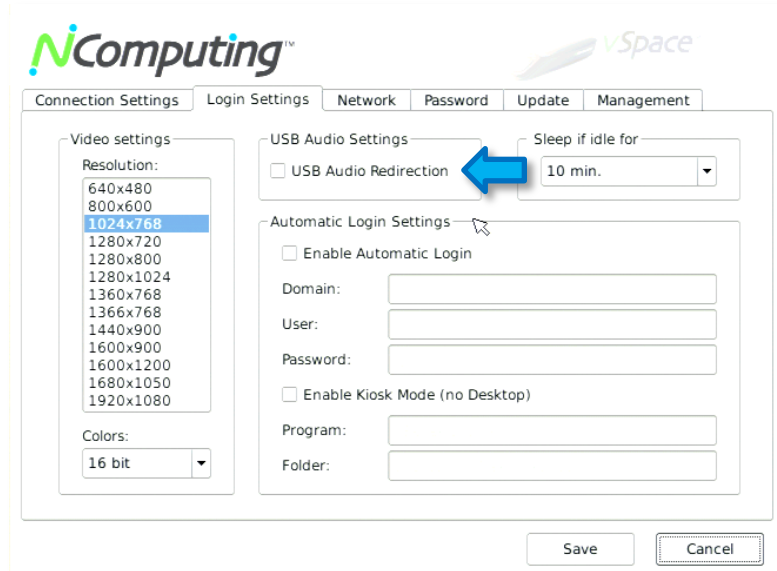 NComputing™
vSpace
Connection Settings
Login Settings
Network
Password
Update
Management
Video settings
Resolution:
640x480
800x600
1024x768
1280x720
1280x800
1280x1024
1360x768
1366x768
1440x900
1600x900
1600x1200
1680x1050
1920x1080
Colors:
16 bit
USB Audio Settings
USB Audio Redirection
Sleep if idle for
10 min.
Automatic Login Settings
Enable Automatic Login
Domain:
User:
Password:
Enable Kiosk Mode (no Desktop)
Program:
Folder:
Save
Cancel